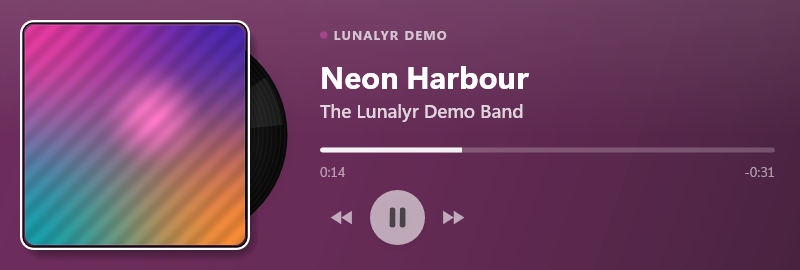 LUNALYR DEMO
Neon Harbour
The Lunalyr Demo Band
0:14
-0:31